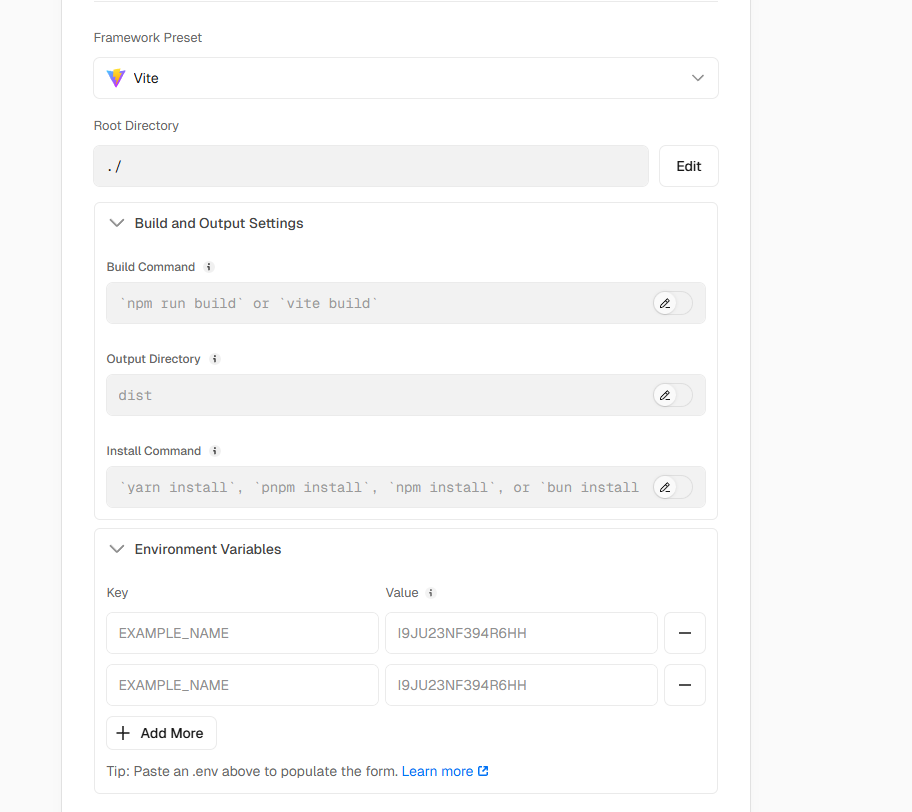 Framework Preset
Vite
Root Directory
./
Edit
Build and Output Settings
Build Command
`npm run build` or `vite build`
Output Directory
dist
Install Command
`yarn install`, `pnpm install`, `npm install`, or `bun install
Environment Variables
Key Value
EXAMPLE_NAME I9JU23NF394R6HH
EXAMPLE_NAME I9JU23NF394R6HH
Add More
Tip: Paste an .env above to populate the form. Learn more